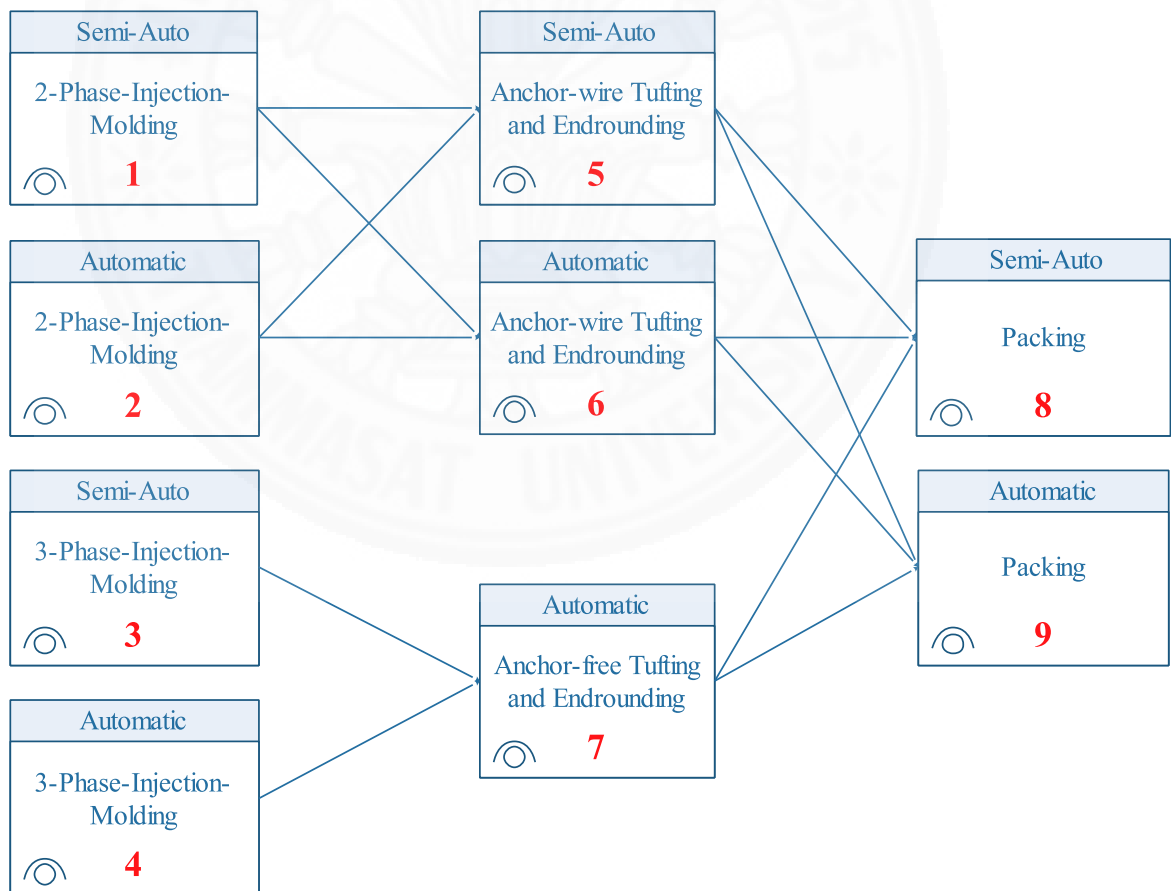 Semi-Auto
2-Phase-Injection-
Molding
1
Automatic
2-Phase-Injection-
Molding
2
Semi-Auto
3-Phase-Injection-
Molding
3
Automatic
3-Phase-Injection-
Molding
4
Semi-Auto
Anchor-wire Tufting
and Endrounding
5
Automatic
Anchor-wire Tufting
and Endrounding
6
Automatic
Anchor-free Tufting
and Endrounding
7
Semi-Auto
Packing
8
Automatic
Packing
9